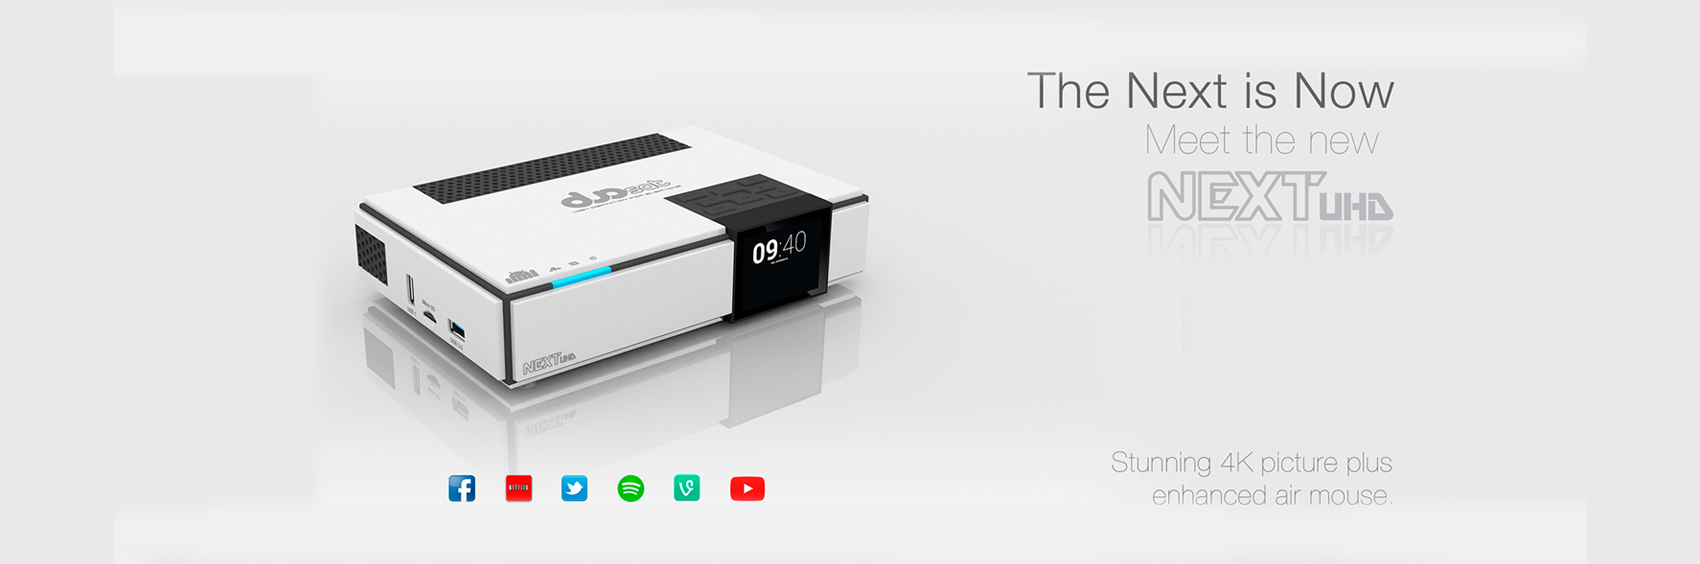 The Next is Now
Meet the new
NEXT UHD
09:40
NEXT UHD
NETFLIX
Stunning 4K picture plus
enhanced air mouse.